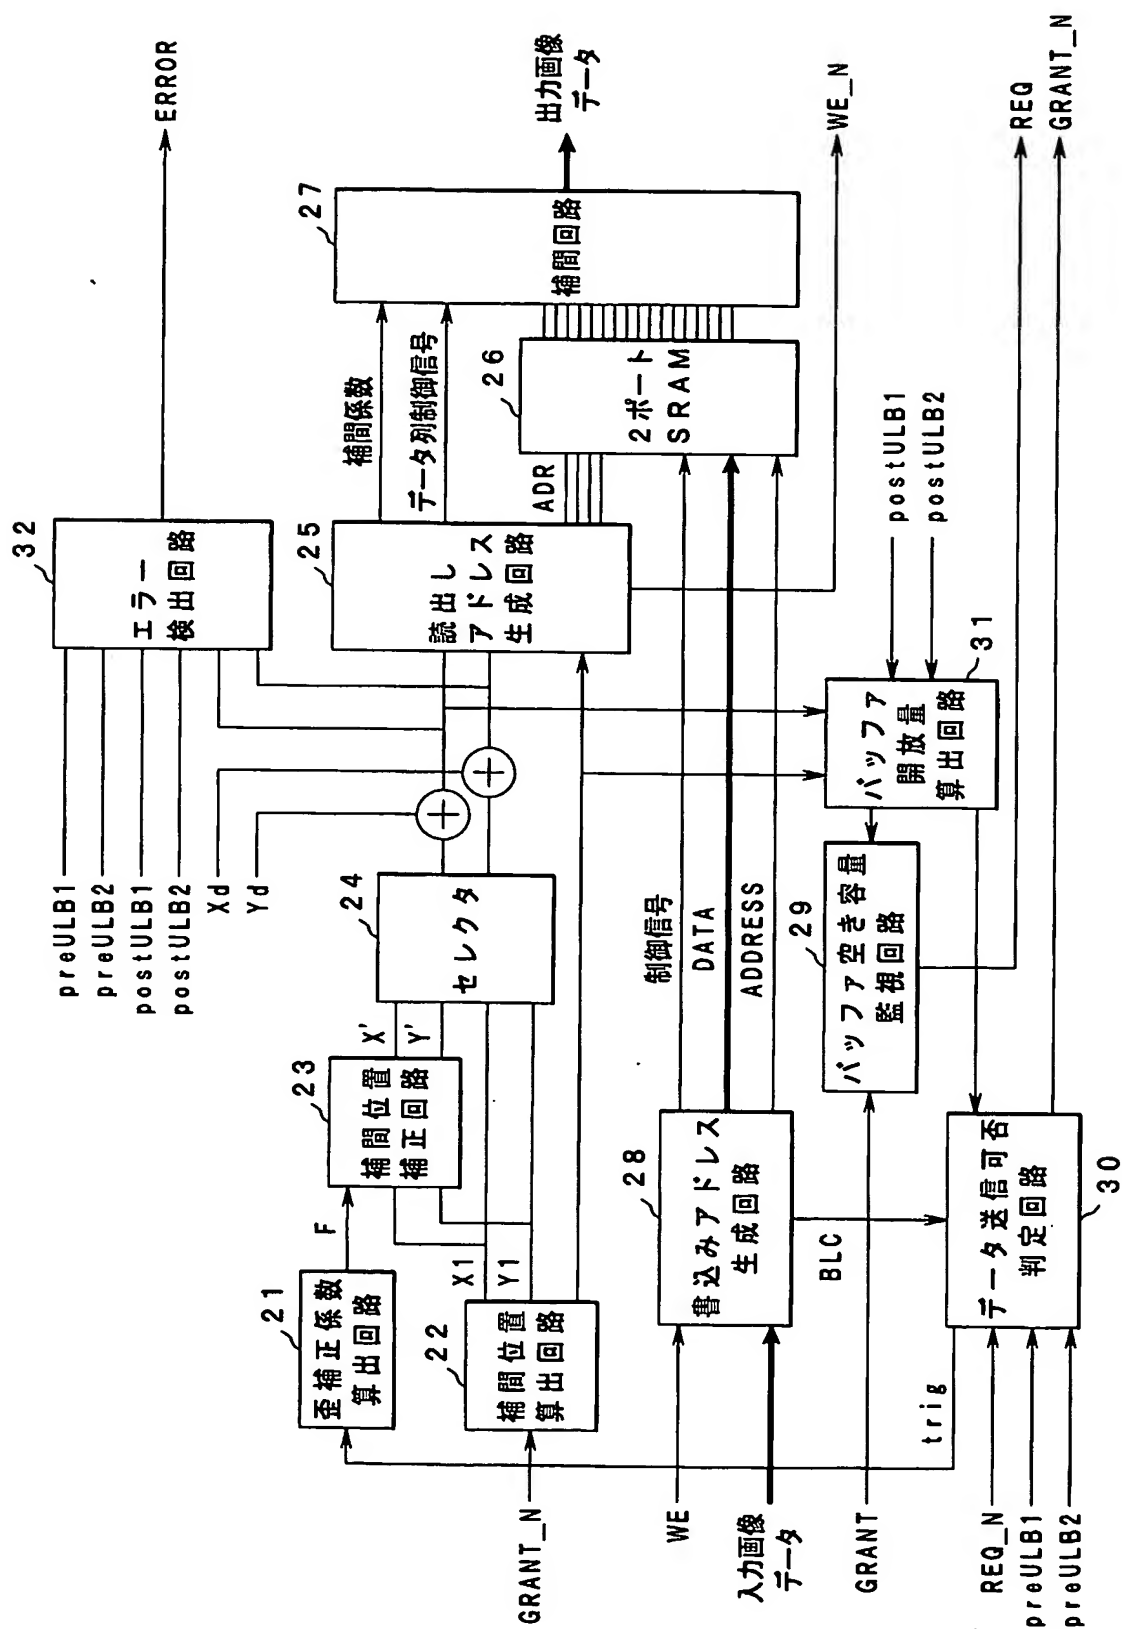 preULB1
preULB2
postULB1
postULB2
Xd
Yd
32
エラー
検出回路
ERROR
21
歪補正係数
算出回路
F
23
補間位置
補正回路
X'
Y'
24
セレクタ
25
読出し
アドレス
生成回路
補間係数
データ列制御信号
ADR
27
補間回路
出力画像
データ
GRANT_N
22
補間位置
算出回路
X1
Y1
26
2ポート
SRAM
WE_N
WE
入力画像
データ
28
書込みアドレス
生成回路
制御信号
DATA
ADDRESS
BLC
GRANT
29
バッファ空き容量
監視回路
31
バッファ
開放量
算出回路
postULB1
postULB2
REQ
trig
REQ_N
preULB1
preULB2
30
データ送信可否
判定回路
GRANT_N